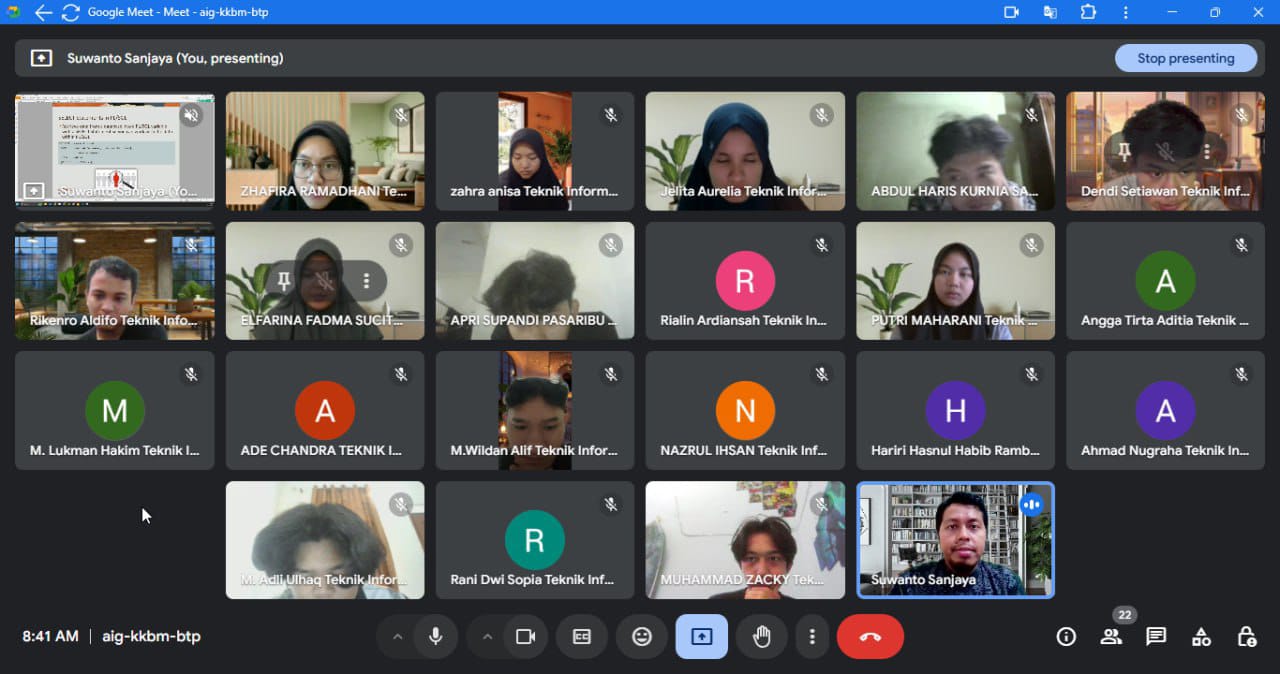 Google Meet - Meet - aig-kkbm-btp
Suwanto Sanjaya (You, presenting)
Stop presenting
Suwanto Sanjaya (Yo...
ZHAFIRA RAMADHANI Te...
zahra anisa Teknik Inform...
Jelita Aurelia Teknik Infor...
ABDUL HARIS KURNIA SA...
Dendi Setiawan Teknik Inf...
Rikenro Aldifo Teknik Info...
ELFARINA FADMA SUCIT...
APRI SUPANDI PASARIBU ...
R
Rialin Ardiansah Teknik In...
PUTRI MAHARANI Teknik ...
A
Angga Tirta Aditia Teknik ...
M
M. Lukman Hakim Teknik I...
A
ADE CHANDRA TEKNIK I...
M.Wildan Alif Teknik Infor...
N
NAZRUL IHSAN Teknik Inf...
H
Hariri Hasnul Habib Ramb...
A
Ahmad Nugraha Teknik In...
M. Adli Ulhaq Teknik Infor...
R
Rani Dwi Sopia Teknik Inf...
MUHAMMAD ZACKY Tek...
Suwanto Sanjaya
8:41 AM | aig-kkbm-btp
CC
22